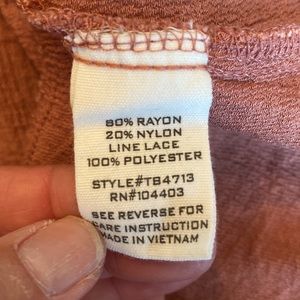 80% RAYON
20% NYLON
LINE LACE
100% POLYESTER
STYLE#TB4713
RN#104403
SEE REVERSE FOR
CARE INSTRUCTION
MADE IN VIETNAM